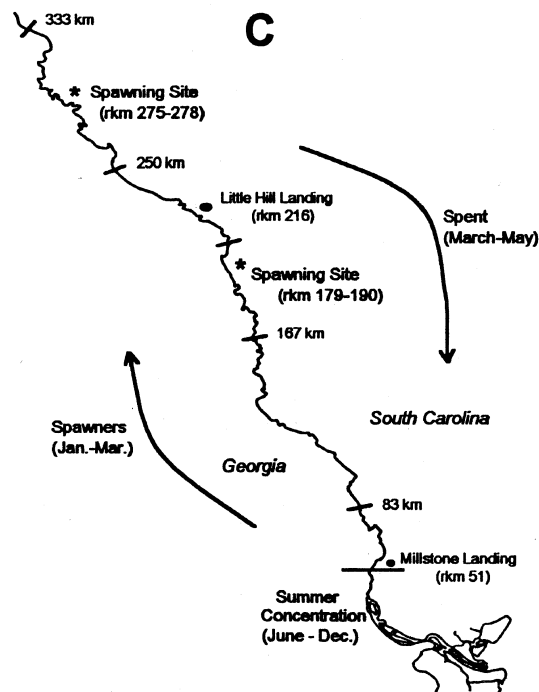 C
333 km
Spawning Site
(rkm 275-278)
250 km
Little Hill Landing
(rkm 216)
Spent
(March-May)
Spawning Site
(rkm 179-190)
167 km
South Carolina
Spawners
(Jan.-Mar.)
Georgia
83 km
Millstone Landing
(rkm 51)
Summer
Concentration
(June - Dec.)